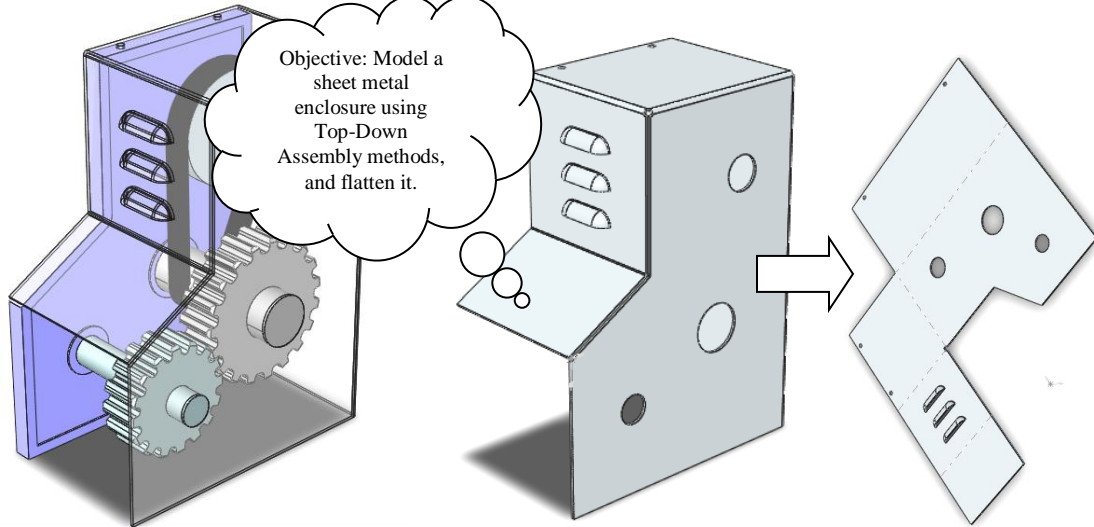 Objective: Model a
sheet metal
enclosure using
Top-Down
Assembly methods,
and flatten it.